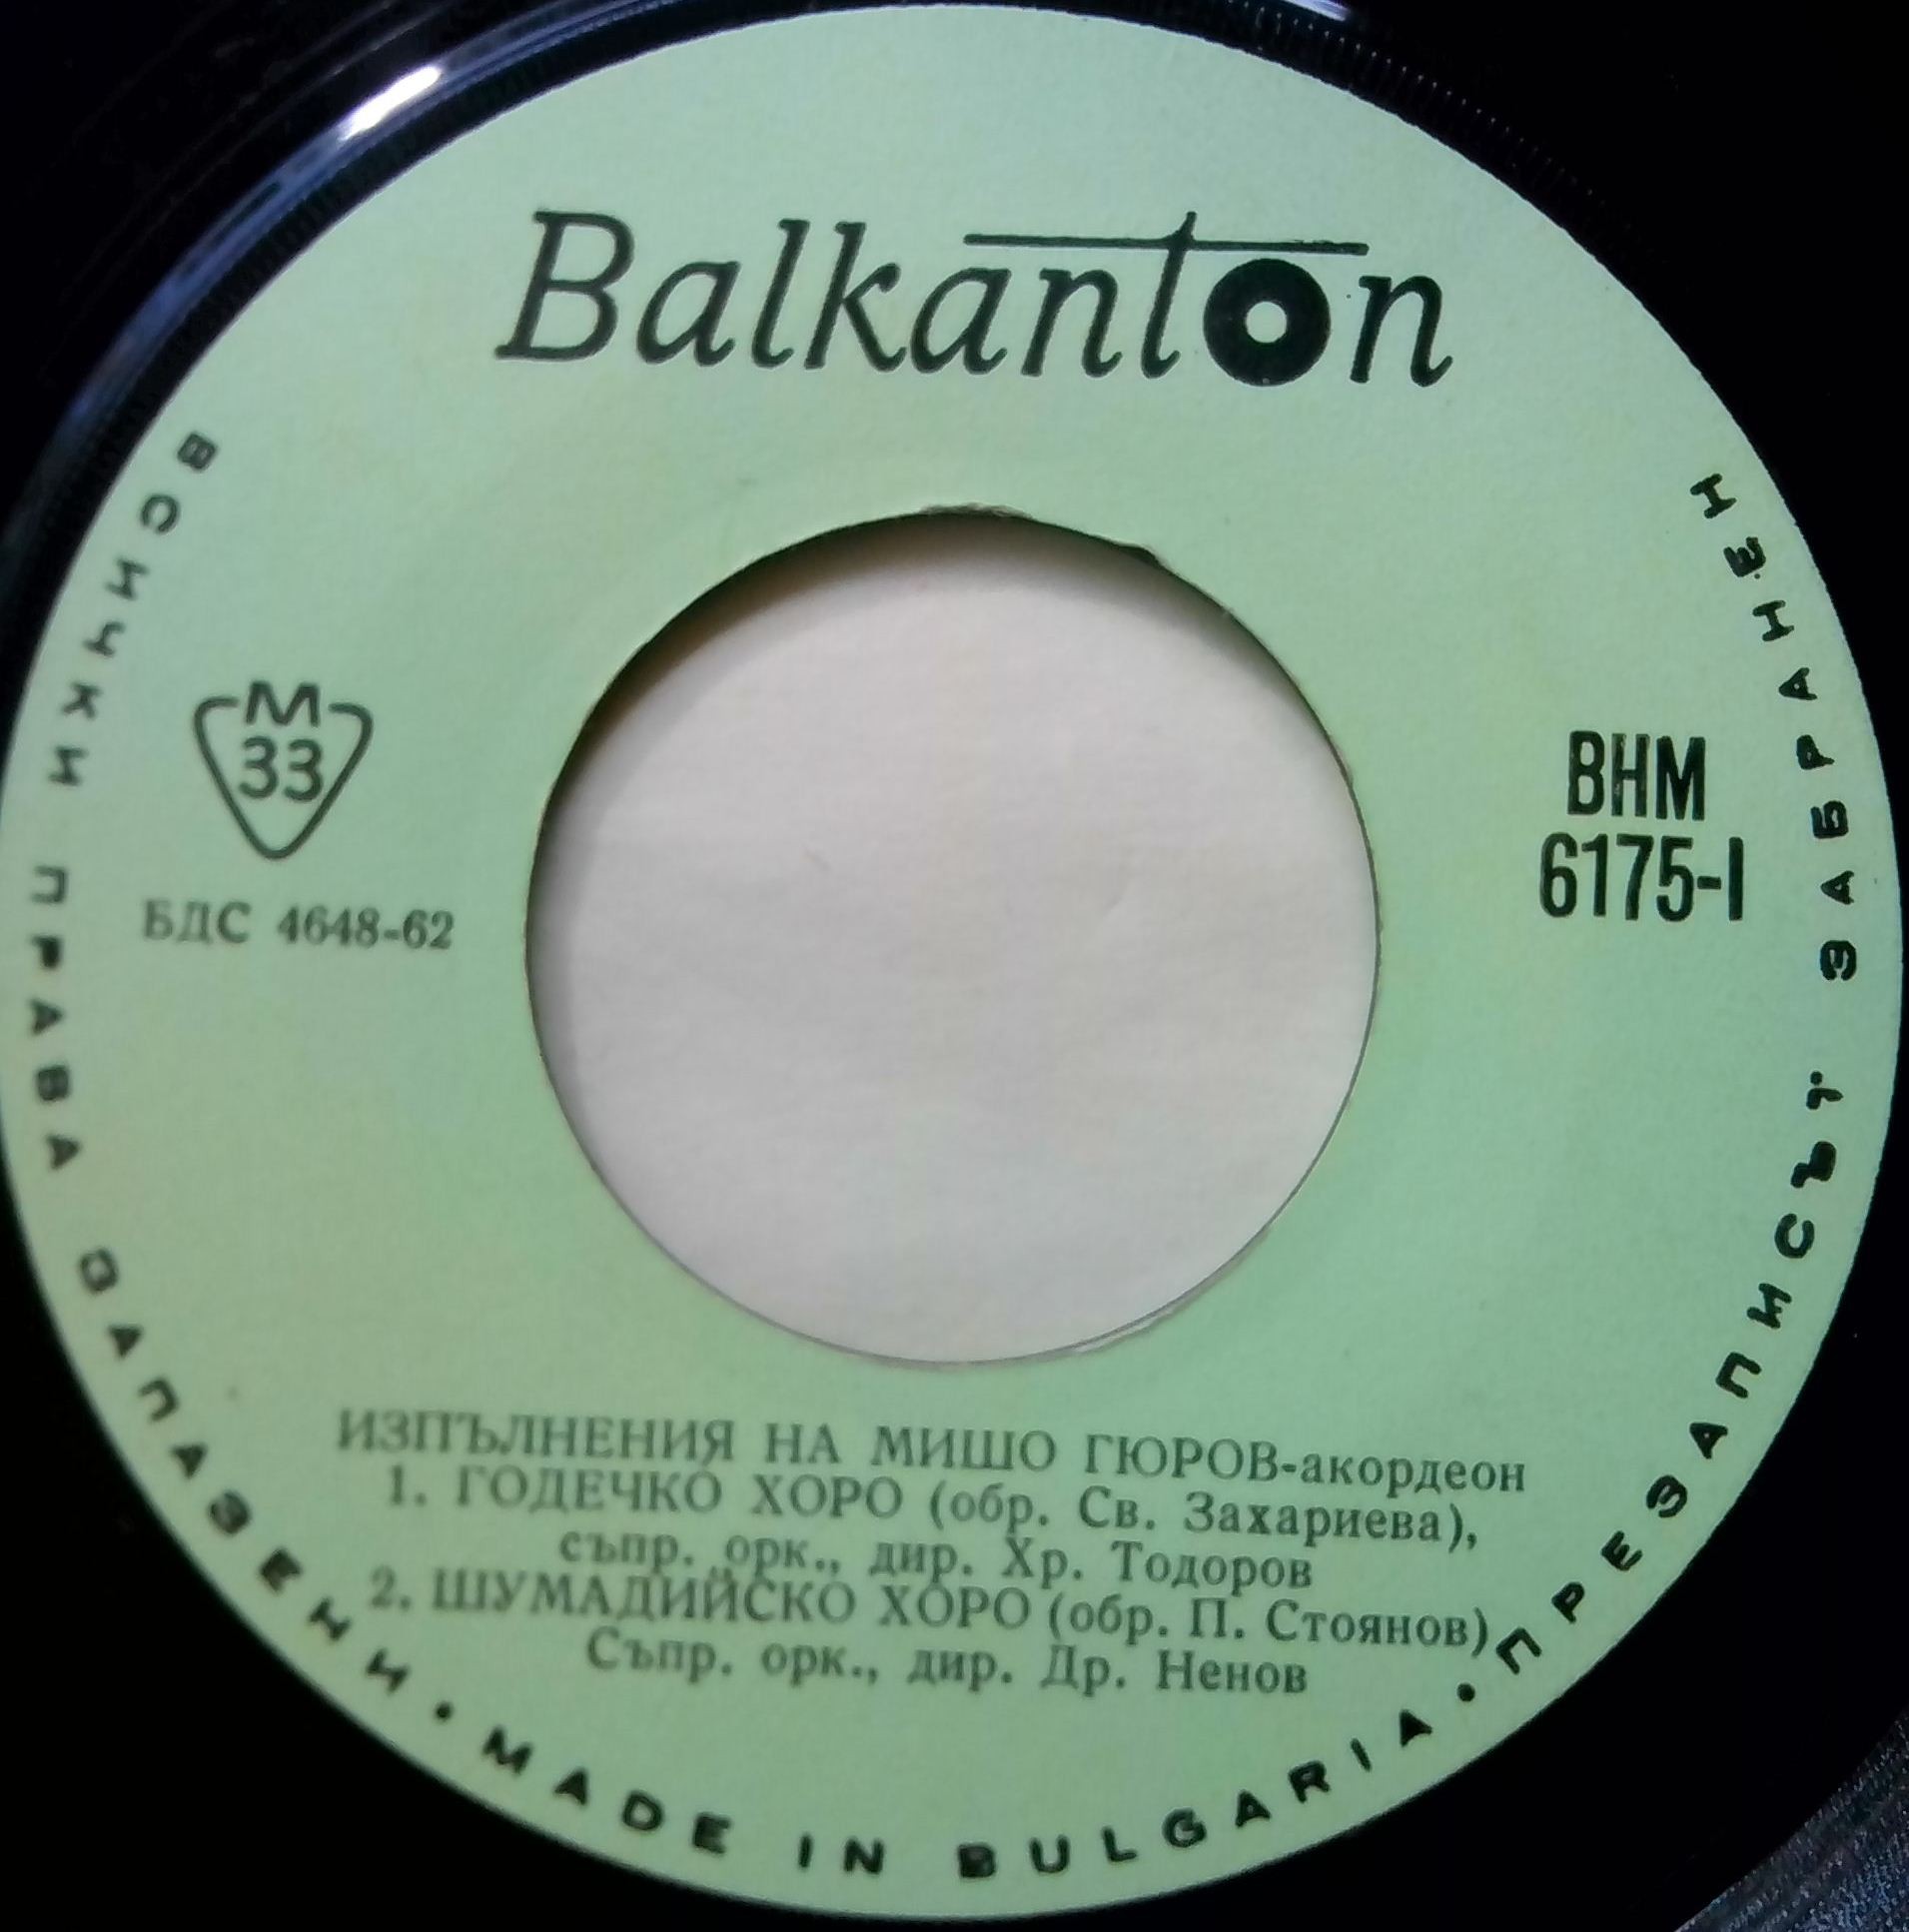 Balkanton
М
33
БДС 4648-62
ВНМ
6175-I
ИЗПЪЛНЕНИЯ НА МИШО ГЮРОВ-акордеон
1. ГОДЕЧКО ХОРО (обр. Св. Захариева),
съпр. орк., дир. Хр. Тодоров
2. ШУМАДИЙСКО ХОРО (обр. П. Стоянов)
Съпр. орк., дир. Др. Ненов
ВСИЧКИ ПРАВА ЗАПАЗЕНИ • MADE IN BULGARIA • ПРЕЗАПИСЪТ ЗАБРАНЕН